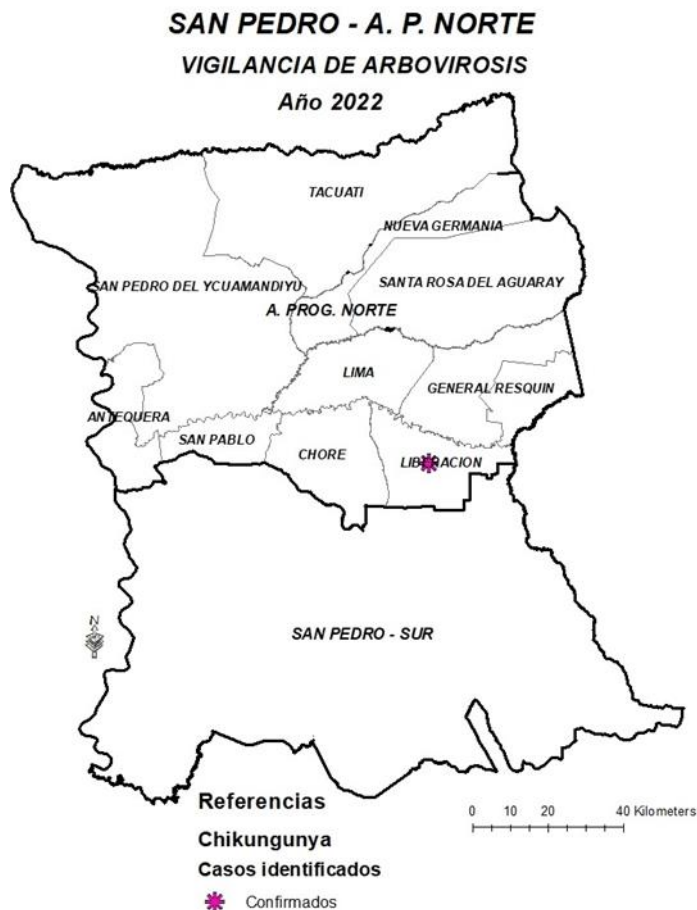 SAN PEDRO - A. P. NORTE
VIGILANCIA DE ARBOVIROSIS
Año 2022
TACUATI
NUEVA GERMANIA
SAN PEDRO DEL YCUAMANDIYU
SANTA ROSA DEL AGUARAY
A. PROG. NORTE
LIMA
GENERAL RESQUIN
ANTEQUERA
SAN PABLO
CHORE
LIBERACION
SAN PEDRO - SUR
N
Referencias
0 10 20 40 Kilometers
Chikungunya
Casos identificados
Confirmados